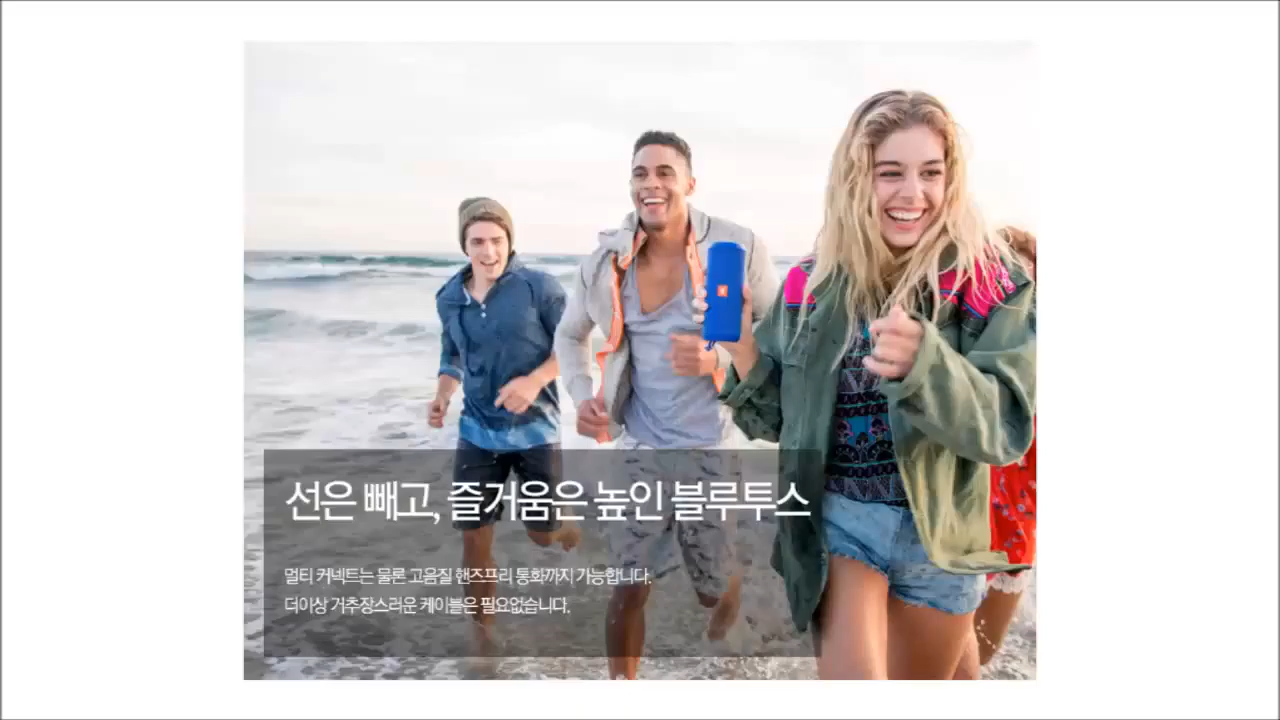 선은 빼고, 즐거움은 높인 블루투스
멀티 커넥트는 물론 고음질 핸즈프리 통화까지 가능합니다.
더이상 거추장스러운 케이블은 필요없습니다.